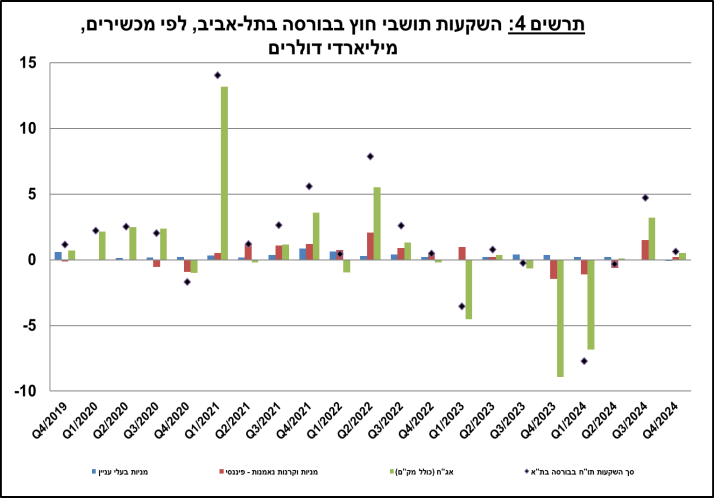 תרשים 4: השקעות תושבי חוץ בבורסה בתל-אביב, לפי מכשירים,
מיליארדי דולרים
15
10
5
0
-5
-10
Q4/2019
Q1/2020
Q2/2020
Q3/2020
Q4/2020
Q1/2021
Q2/2021
Q3/2021
Q4/2021
Q1/2022
Q2/2022
Q3/2022
Q4/2022
Q1/2023
Q2/2023
Q3/2023
Q4/2023
Q1/2024
Q2/2024
Q3/2024
Q4/2024
מניות בעלי עניין
מניות וקרנות נאמנות - פיננסי
אג"ח (כולל מק"ם)
סך השקעות תו"ח בבורסה בת"א